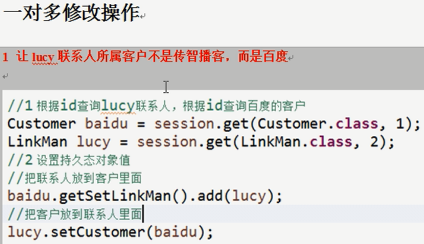 一对多修改操作
1 让 lucy 联系人所属客户不是传智播客，而是百度
//1 根据id查询lucy联系人，根据id查询百度的客户
Customer baidu = session.get(Customer.class, 1);
LinkMan lucy = session.get(LinkMan.class, 2);
//2 设置持久态对象值
//把联系人放到客户里面
baidu.getSetLinkMan().add(lucy);
//把客户放到联系人里面
lucy.setCustomer(baidu);